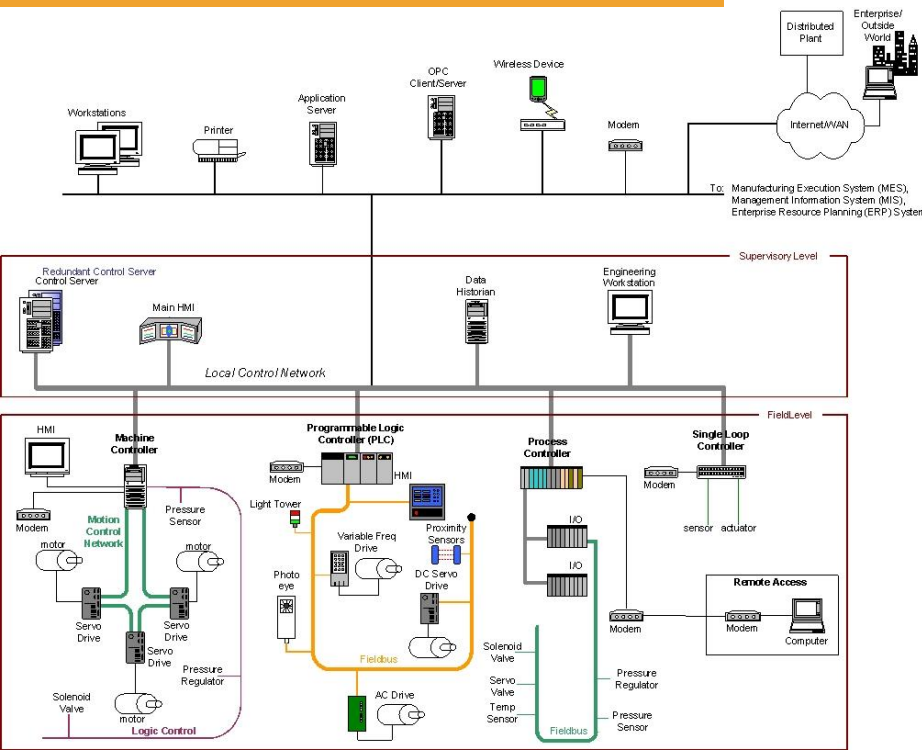 Distributed
Plant
Enterprise/
Outside
World
Internet/WAN
Workstations
Printer
Application
Server
OPC
Client/Server
Wireless Device
Modem
To: Manufacturing Execution System (MES),
Management Information System (MIS),
Enterprise Resource Planning (ERP) System
Supervisory Level
Redundant Control Server
Control Server
Main HMI
Data
Historian
Engineering
Workstation
Local Control Network
FieldLevel
HMI
Machine
Controller
Modem
Pressure
Sensor
Motion
Control
Network
motor
motor
Servo
Drive
Servo
Drive
Servo
Drive
motor
Pressure
Regulator
Solenoid
Valve
Logic Control
Programmable Logic
Controller (PLC)
Modem
HMI
Light Tower
Variable Freq
Drive
Proximity
Sensors
Photo
eye
DC Servo
Drive
Fieldbus
AC Drive
Process
Controller
I/O
I/O
Solenoid
Valve
Servo
Valve
Temp
Sensor
Pressure
Regulator
Pressure
Sensor
Fieldbus
Modem
Single Loop
Controller
Modem
sensor
actuator
Remote Access
Modem
Computer